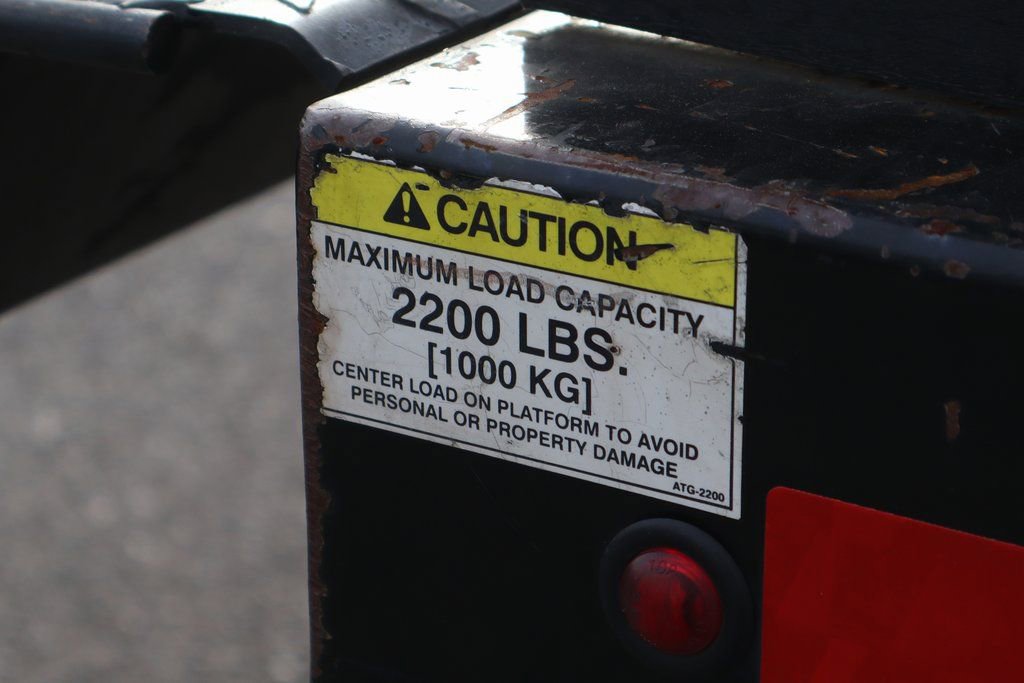 CAUTION
MAXIMUM LOAD CAPACITY
2200 LBS.
[1000 KG]
CENTER LOAD ON PLATFORM TO AVOID
PERSONAL OR PROPERTY DAMAGE
ATG-2200